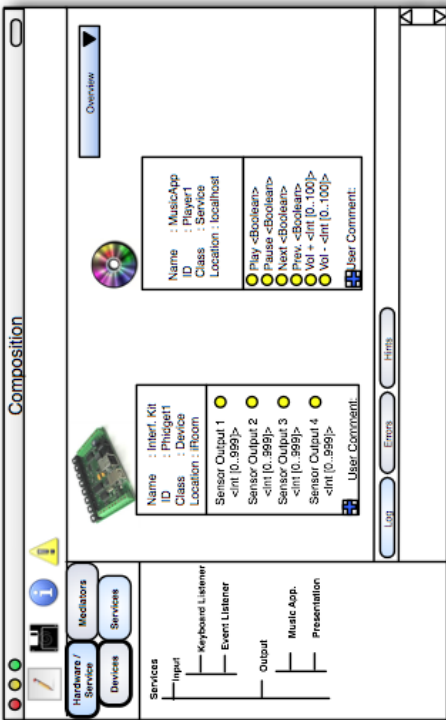 Composition
Hardware / Service
Mediators
Devices
Services
Services
Input
Keyboard Listener
Event Listener
Output
Music App.
Presentation
Overview
Name : Interf. Kit
ID : Phidget1
Class : Device
Location : iRoom
Sensor Output 1
<Int [0..999]>
Sensor Output 2
<Int [0..999]>
Sensor Output 3
<Int [0..999]>
Sensor Output 4
<Int [0..999]>
User Comment:
Name : MusicApp
ID : Player1
Class : Service
Location : localhost
Play <Boolean>
Pause <Boolean>
Next <Boolean>
Prev. <Boolean>
Vol + <Int [0..100]>
Vol - <Int [0..100]>
User Comment:
Log
Errors
Hints